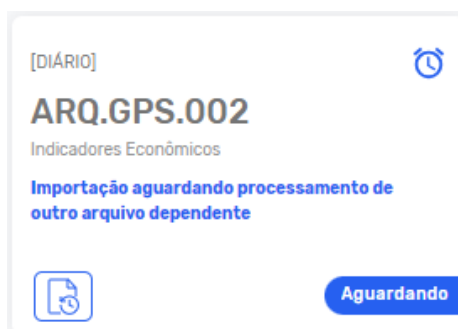 [DIÁRIO]
ARQ.GPS.002
Indicadores Econômicos
Importação aguardando processamento de
outro arquivo dependente
Aguardando